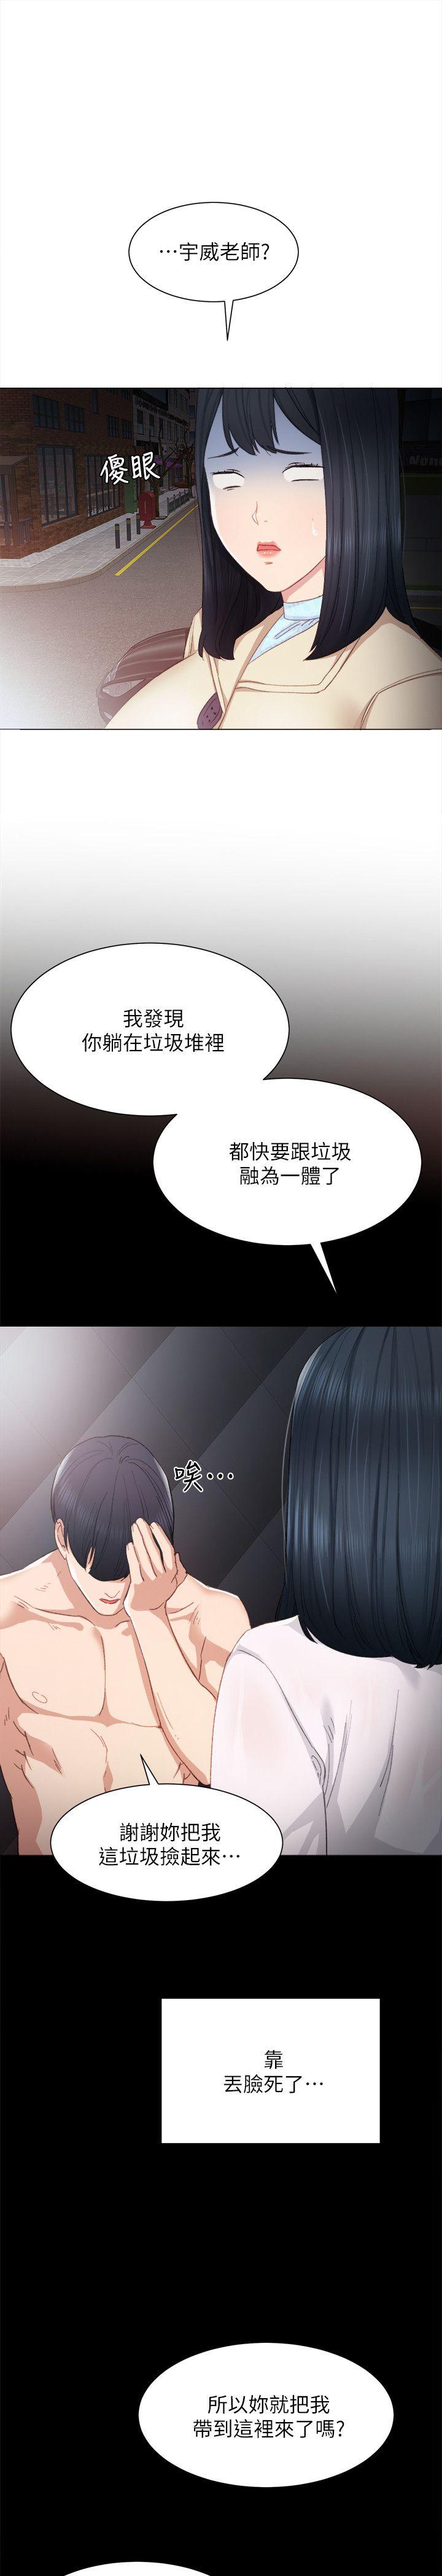 …宇威老師?
傻眼
我發現
你躺在垃圾堆裡
都快要跟垃圾
融為一體了
唉…
謝謝妳把我
這垃圾撿起來…
靠
丟臉死了…
所以妳就把我
帶到這裡來了嗎?